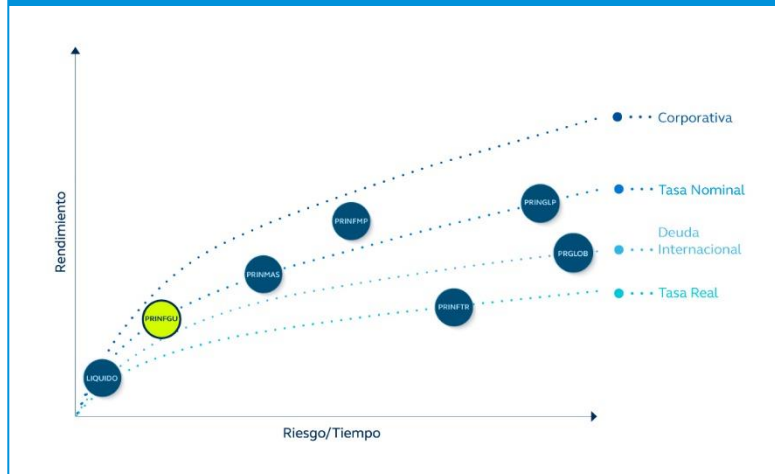 Corporativa
Tasa Nominal
PRINGLP
PRINFMP
Deuda
Internacional
PRGLOB
PRINMAS
Tasa Real
PRINFTR
PRINFGU
LIQUIDO
Rendimiento
Riesgo/Tiempo